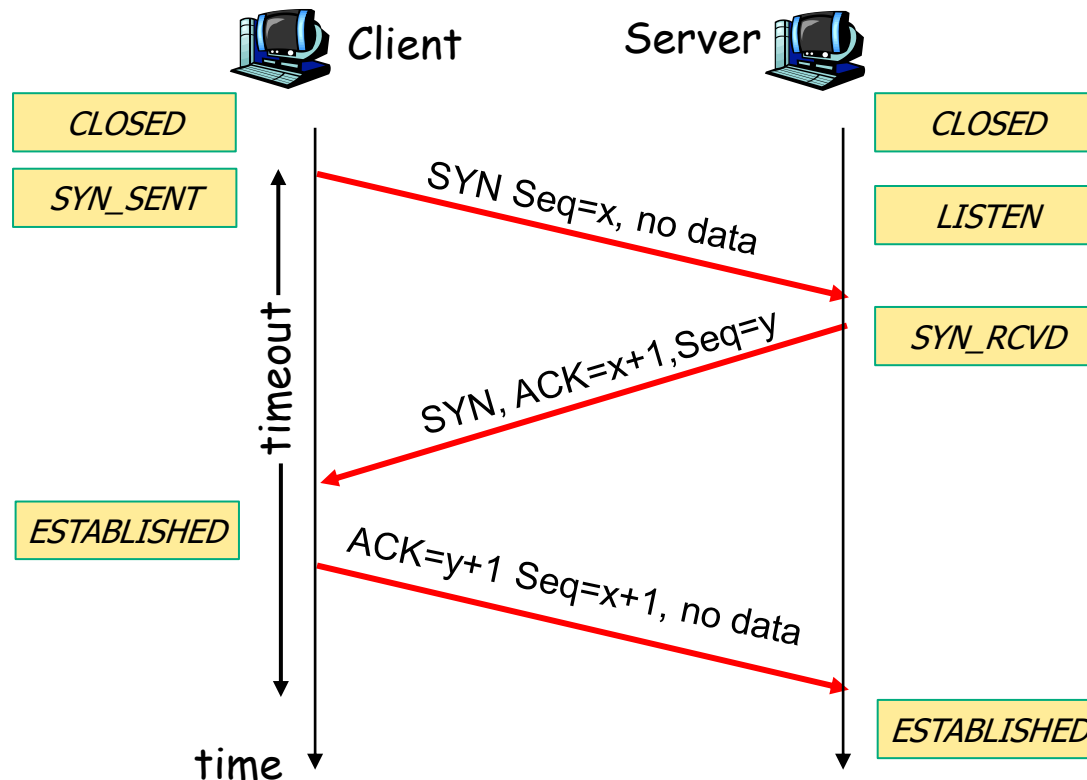 Client
Server
CLOSED
CLOSED
SYN_SENT
SYN Seq=x, no data
LISTEN
timeout
SYN, ACK=x+1,Seq=y
SYN_RCVD
ESTABLISHED
ACK=y+1 Seq=x+1, no data
ESTABLISHED
time